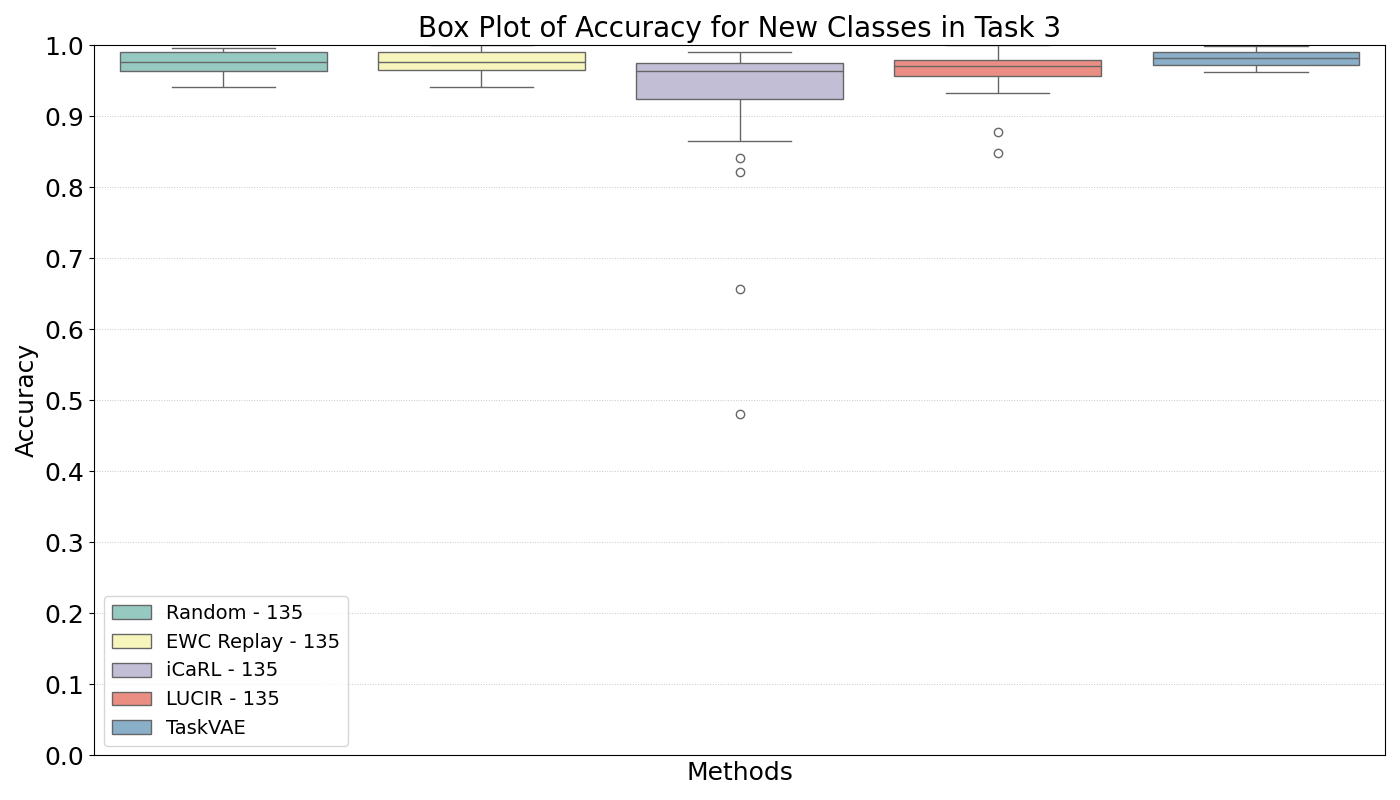 Box Plot of Accuracy for New Classes in Task 3
1.0
0.9
0.8
0.7
0.6
0.5
0.4
0.3
0.2
0.1
0.0
Accuracy
Random - 135
EWC Replay - 135
iCaRL - 135
LUCIR - 135
TaskVAE
Methods